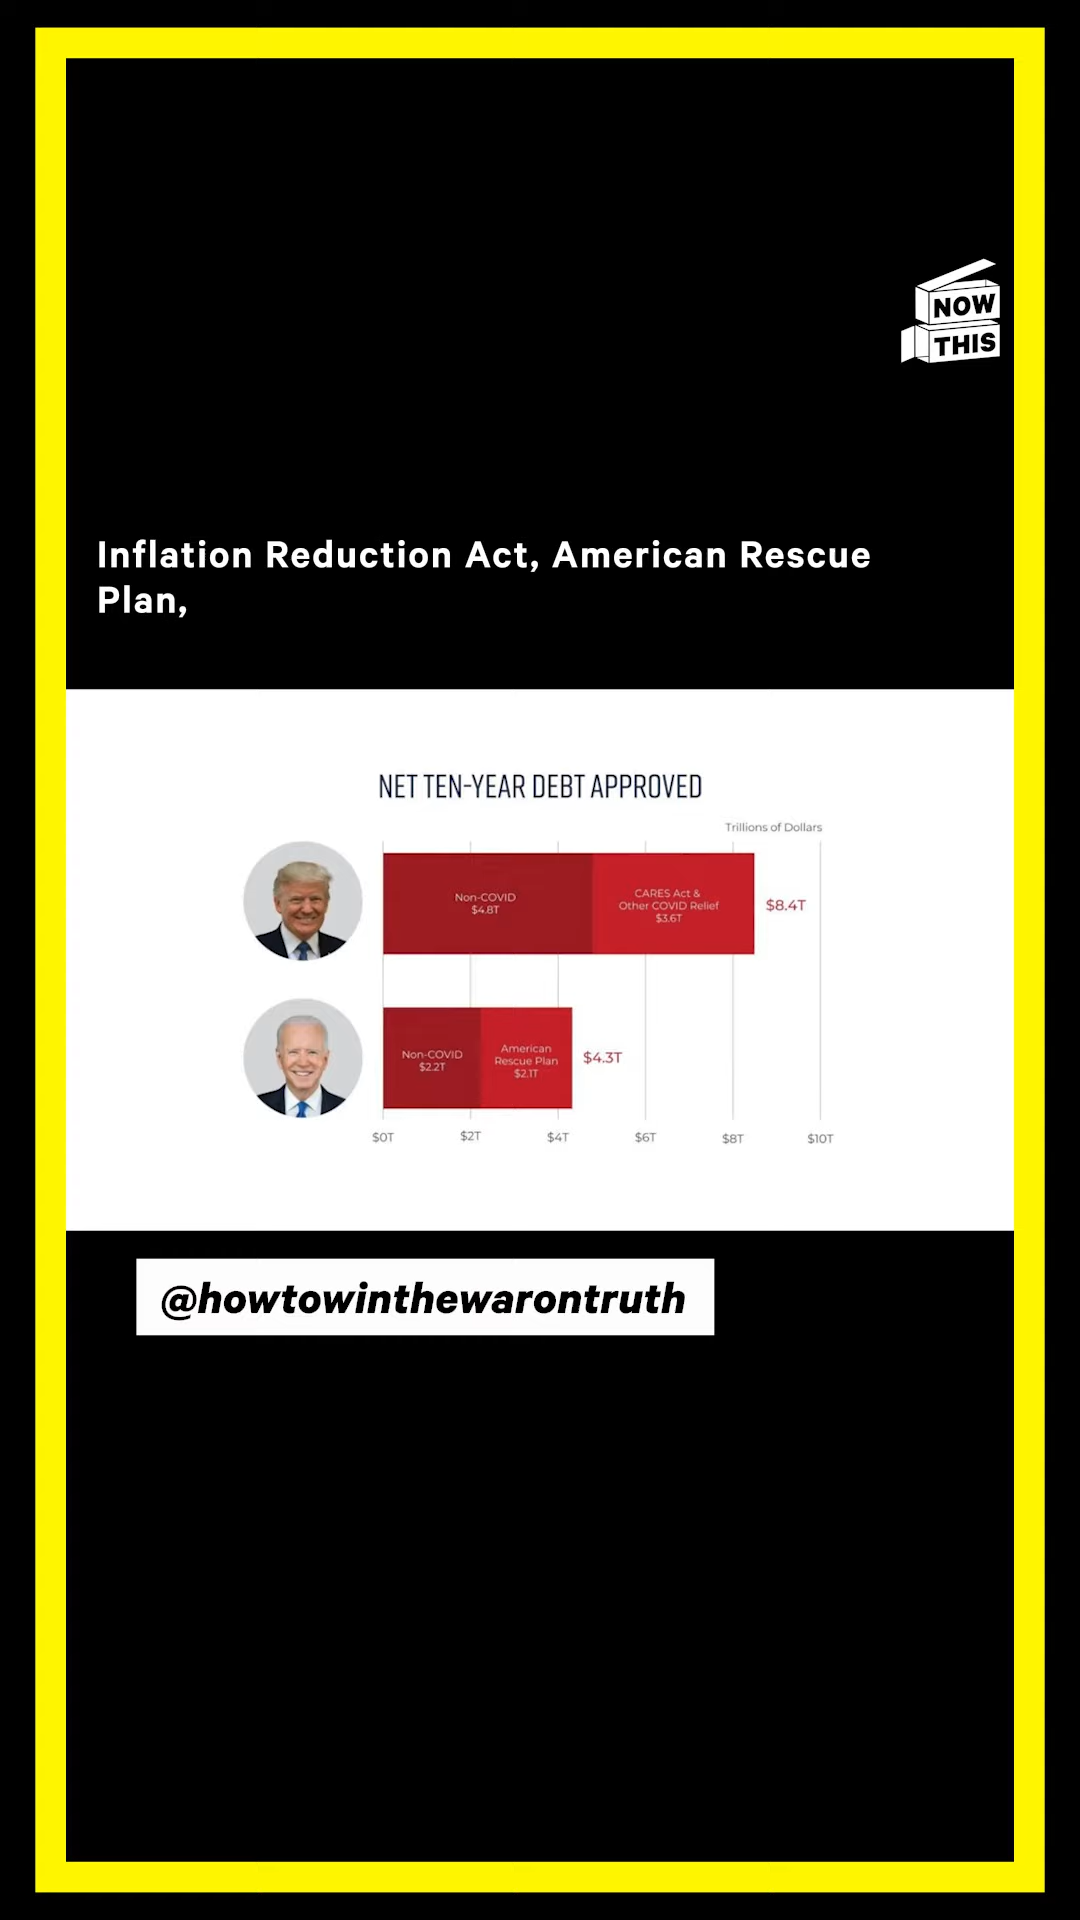 NOW
THIS
Inflation Reduction Act, American Rescue
Plan,
NET TEN-YEAR DEBT APPROVED
Trillions of Dollars
Non-COVID
$4.8T
CARES Act &
Other COVID Relief
$3.6T
$8.4T
Non-COVID
$2.2T
American
Rescue Plan
$2.1T
$4.3T
$0T $2T $4T $6T $8T $10T
@howtowinthewarontruth